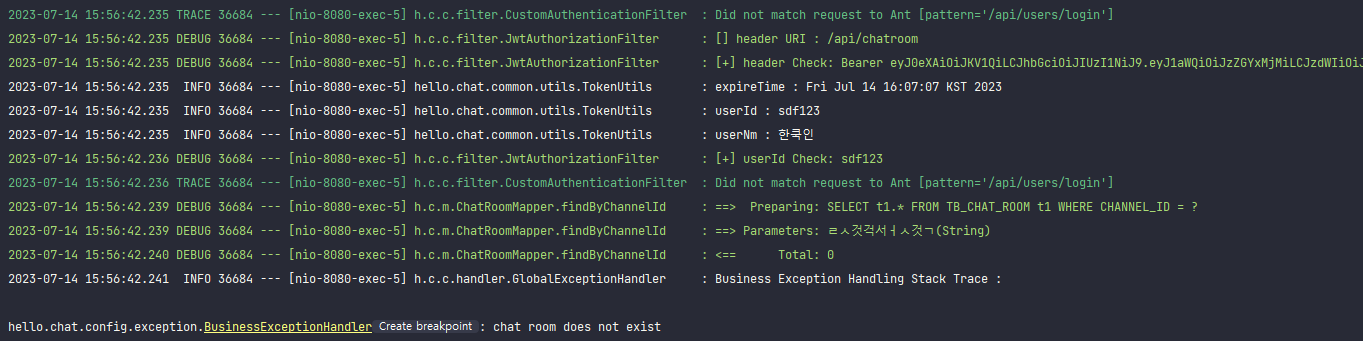 2023-07-14 15:56:42.235 TRACE 36684 --- [nio-8080-exec-5] h.c.c.filter.CustomAuthenticationFilter : Did not match request to Ant [pattern='/api/users/login']
2023-07-14 15:56:42.235 DEBUG 36684 --- [nio-8080-exec-5] h.c.c.filter.JwtAuthorizationFilter : [] header URI : /api/chatroom
2023-07-14 15:56:42.235 DEBUG 36684 --- [nio-8080-exec-5] h.c.c.filter.JwtAuthorizationFilter : [+] header Check: Bearer eyJ0eXAiOiJKV1QiLCJhbGciOiJIUzI1NiJ9.eyJ1aWQiOiJzZGYxMjMiLCJzdWIiOiJ
2023-07-14 15:56:42.235 INFO 36684 --- [nio-8080-exec-5] hello.chat.common.utils.TokenUtils : expireTime : Fri Jul 14 16:07:07 KST 2023
2023-07-14 15:56:42.235 INFO 36684 --- [nio-8080-exec-5] hello.chat.common.utils.TokenUtils : userId : sdf123
2023-07-14 15:56:42.235 INFO 36684 --- [nio-8080-exec-5] hello.chat.common.utils.TokenUtils : userNm : 한쿡인
2023-07-14 15:56:42.236 DEBUG 36684 --- [nio-8080-exec-5] h.c.c.filter.JwtAuthorizationFilter : [+] userId Check: sdf123
2023-07-14 15:56:42.236 TRACE 36684 --- [nio-8080-exec-5] h.c.c.filter.CustomAuthenticationFilter : Did not match request to Ant [pattern='/api/users/login']
2023-07-14 15:56:42.239 DEBUG 36684 --- [nio-8080-exec-5] h.c.m.ChatRoomMapper.findByChannelId : ==> Preparing: SELECT t1.* FROM TB_CHAT_ROOM t1 WHERE CHANNEL_ID = ?
2023-07-14 15:56:42.239 DEBUG 36684 --- [nio-8080-exec-5] h.c.m.ChatRoomMapper.findByChannelId : ==> Parameters: ㄹㅅ것걱서ㅓㅅ것ㄱ(String)
2023-07-14 15:56:42.240 DEBUG 36684 --- [nio-8080-exec-5] h.c.m.ChatRoomMapper.findByChannelId : <== Total: 0
2023-07-14 15:56:42.241 INFO 36684 --- [nio-8080-exec-5] h.c.c.handler.GlobalExceptionHandler : Business Exception Handling Stack Trace :
hello.chat.config.exception.BusinessExceptionHandler Create breakpoint : chat room does not exist